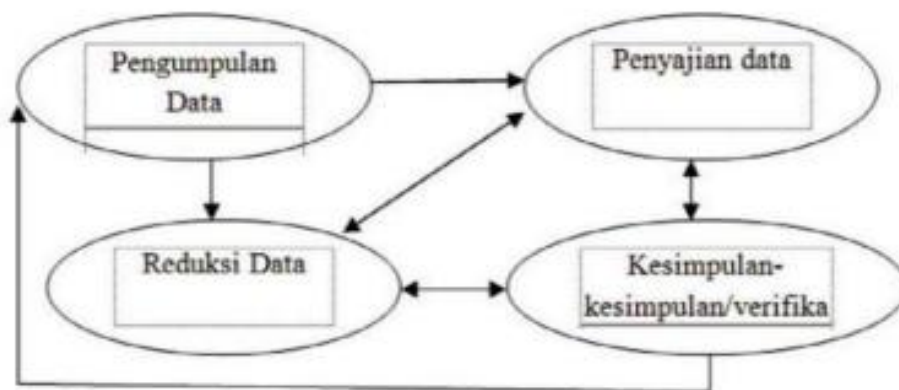 Pengumpulan
Data
Penyajian data
Reduksi Data
Kesimpulan-
kesimpulan/verifika